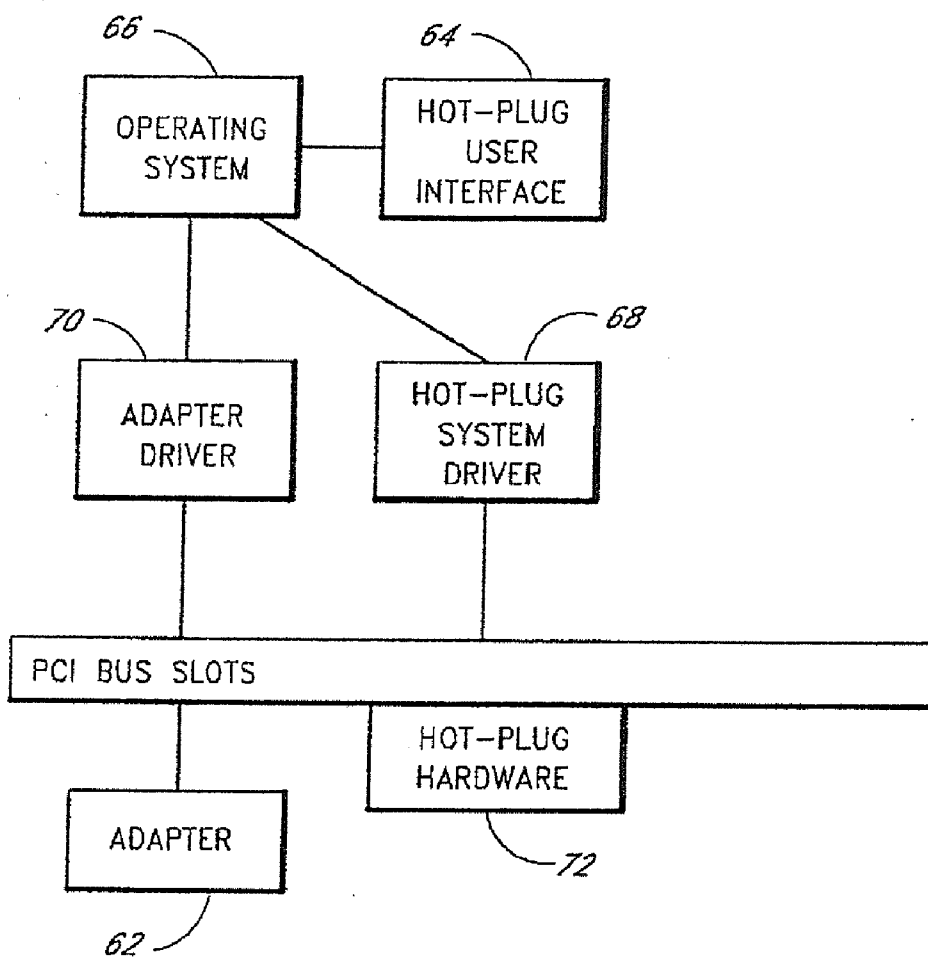 66
64
OPERATING
SYSTEM
HOT-PLUG
USER
INTERFACE
70
68
ADAPTER
DRIVER
HOT-PLUG
SYSTEM
DRIVER
PCI BUS SLOTS
HOT-PLUG
HARDWARE
ADAPTER
72
62